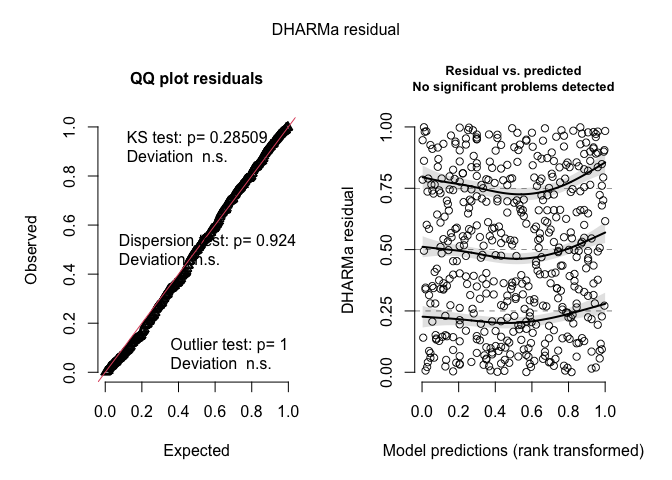 DHARMa residual
QQ plot residuals
KS test: p= 0.28509
Deviation n.s.
Dispersion test: p= 0.924
Deviation n.s.
Outlier test: p= 1
Deviation n.s.
Observed
0.0 0.2 0.4 0.6 0.8 1.0
0.0 0.2 0.4 0.6 0.8 1.0
Expected
Residual vs. predicted
No significant problems detected
DHARMa residual
0.00 0.25 0.50 0.75 1.00
0.0 0.2 0.4 0.6 0.8 1.0
Model predictions (rank transformed)